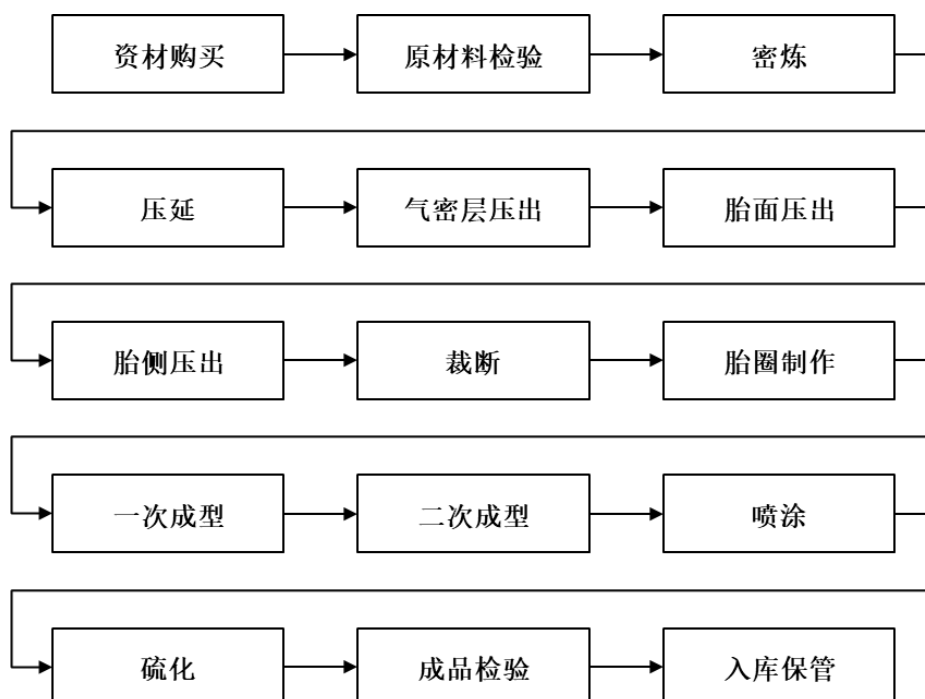 资材购买
原材料检验
密炼
压延
气密层压出
胎面压出
胎侧压出
裁断
胎圈制作
一次成型
二次成型
喷涂
硫化
成品检验
入库保管